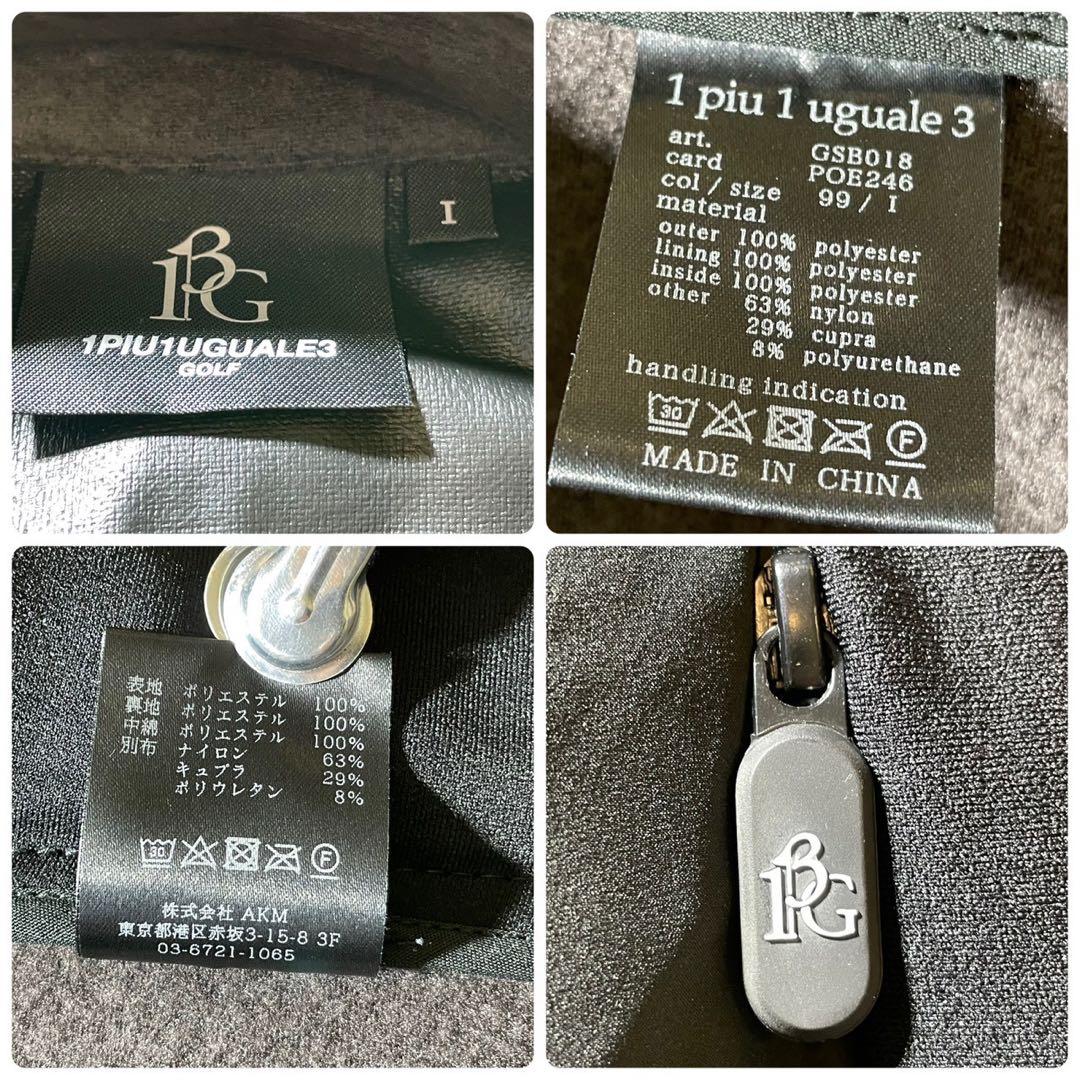 1BG
1PIU1UGUALE3
GOLF
I
1 piu 1 uguale 3
art. GSB018
card POE246
col / size 99 / I
material
outer 100% polyester
lining 100% polyester
inside 100% polyester
other 63% nylon
29% cupra
8% polyurethane
handling indication
30 F
MADE IN CHINA
表地 ポリエステル 100%
裏地 ポリエステル 100%
中綿 ポリエステル 100%
別布 ナイロン 63%
キュプラ 29%
ポリウレタン 8%
30 F
株式会社 AKM
東京都港区赤坂3-15-8 3F
03-6721-1065
1BG